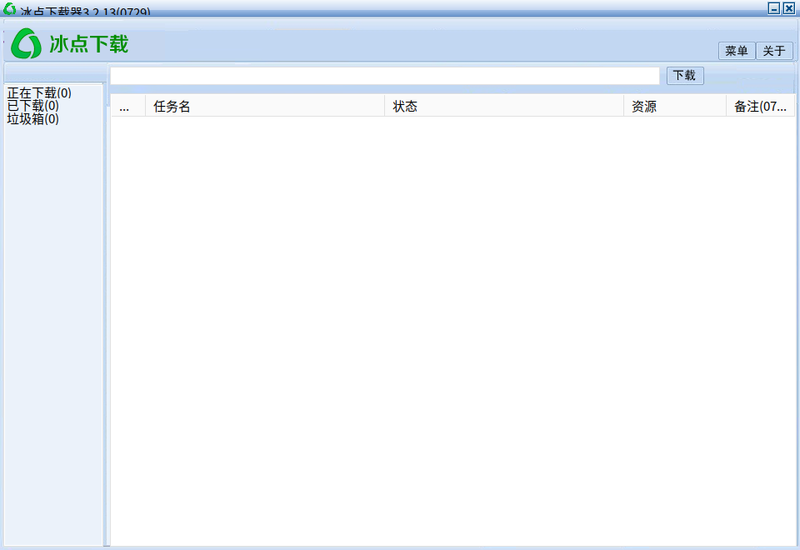 冰点下载器3.2.13(0729)
冰点下载
菜单 关于
下载
正在下载(0)
已下载(0)
垃圾箱(0)
... 任务名 状态 资源 备注(07...